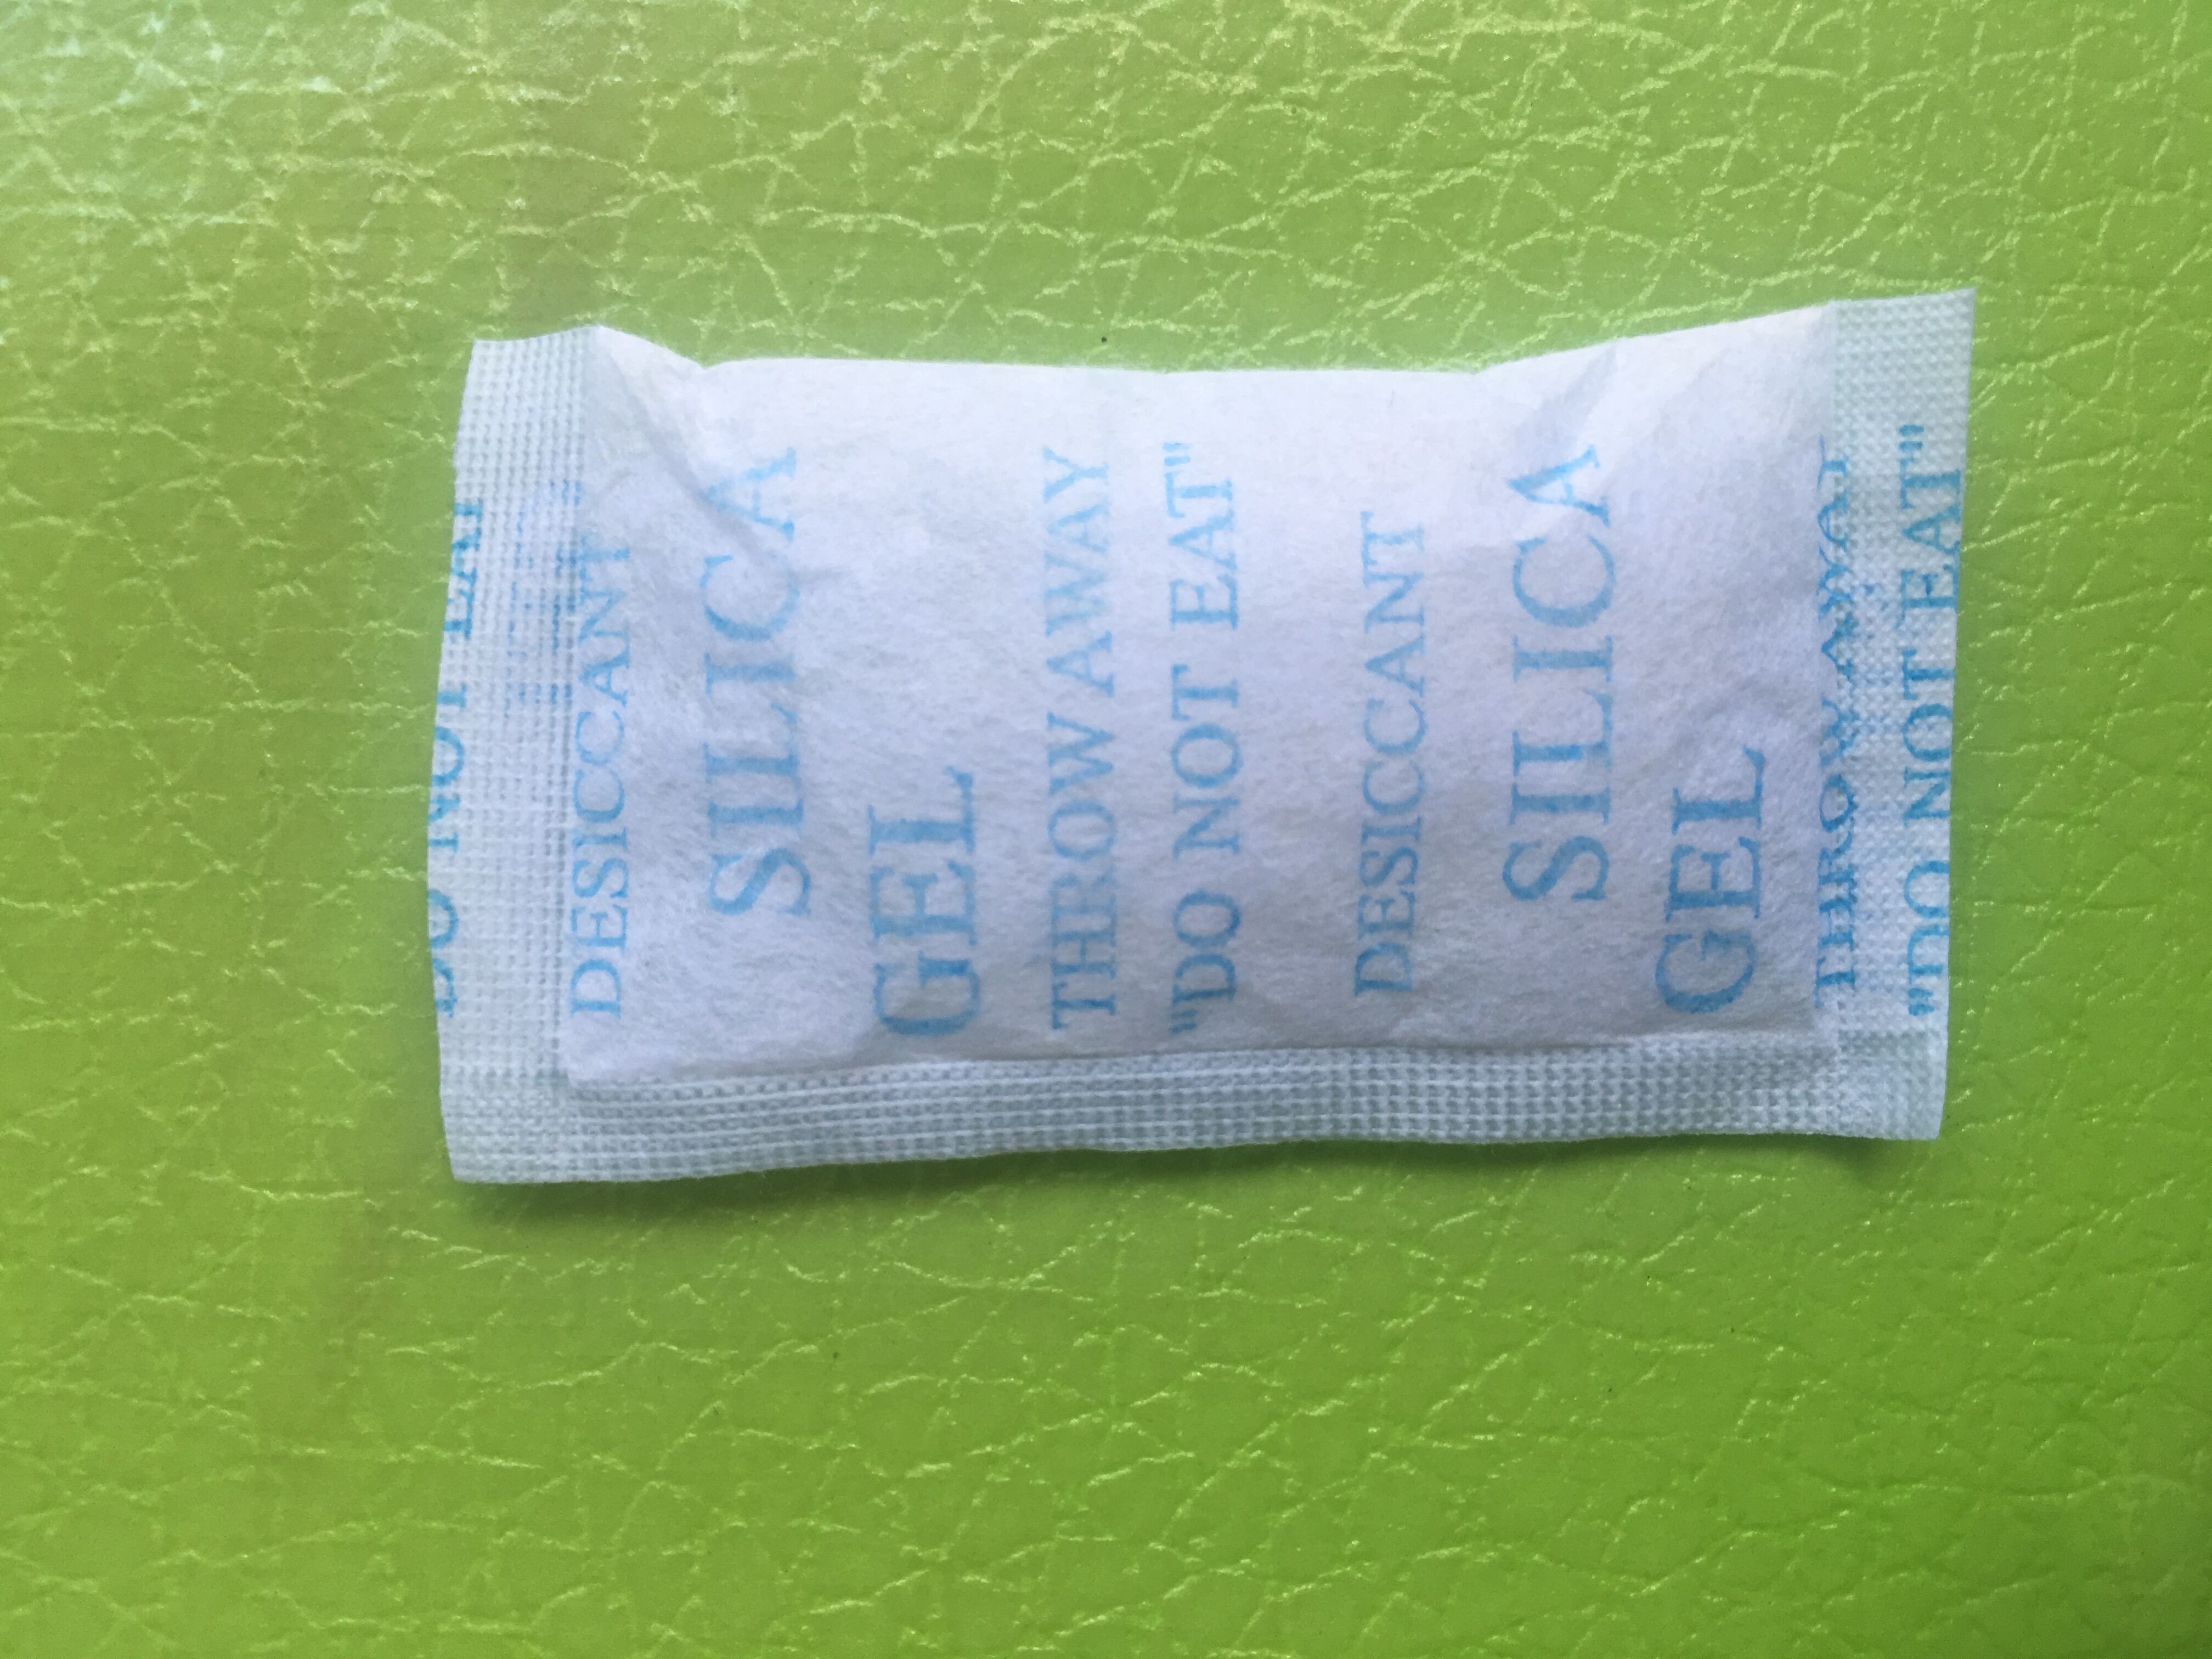 DO NOT EAT
DESICCANT
SILICA
GEL
THROW AWAY
"DO NOT EAT"
DESICCANT
SILICA
GEL
THROW AWAY
"DO NOT EAT"